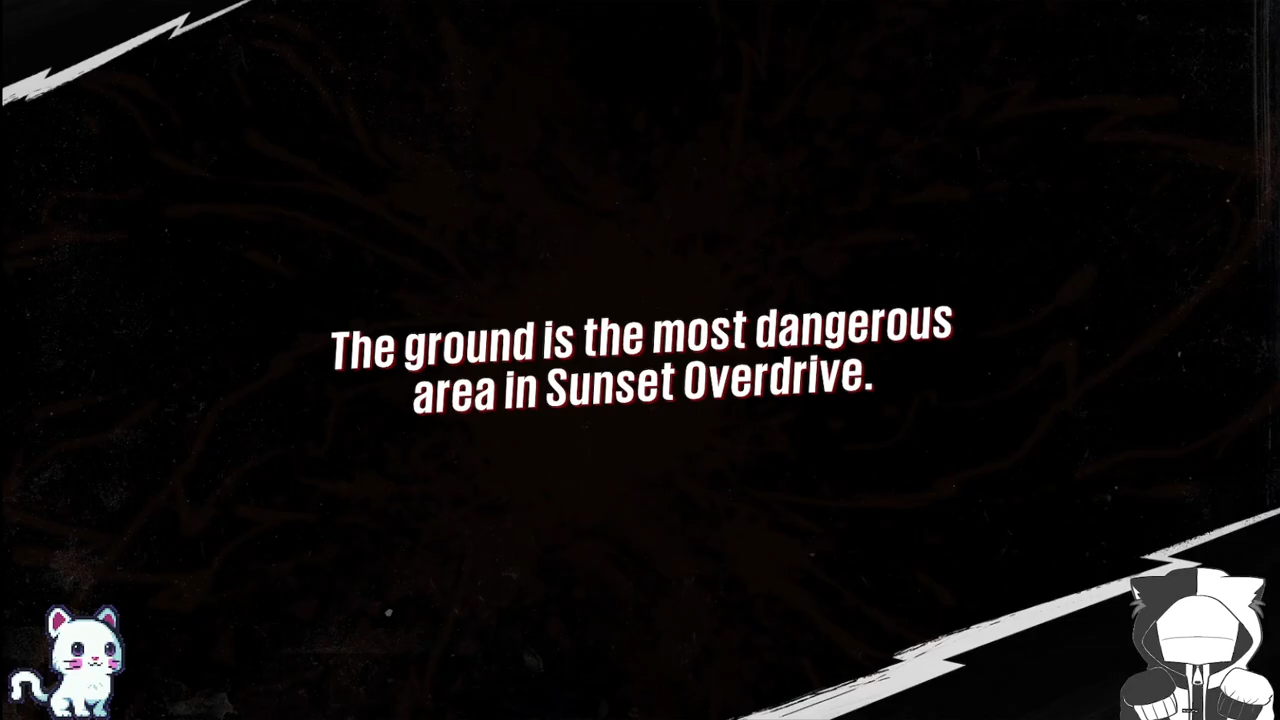 The ground is the most dangerous
area in Sunset Overdrive.